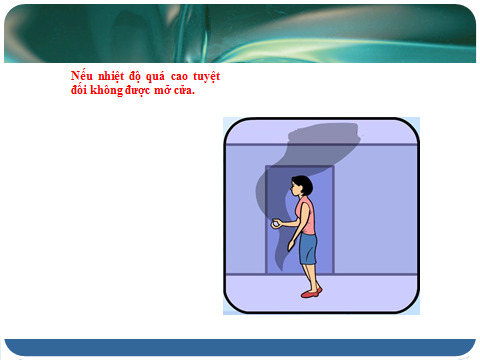 Nếu nhiệt độ quá cao tuyệt
đối không được mở cửa.